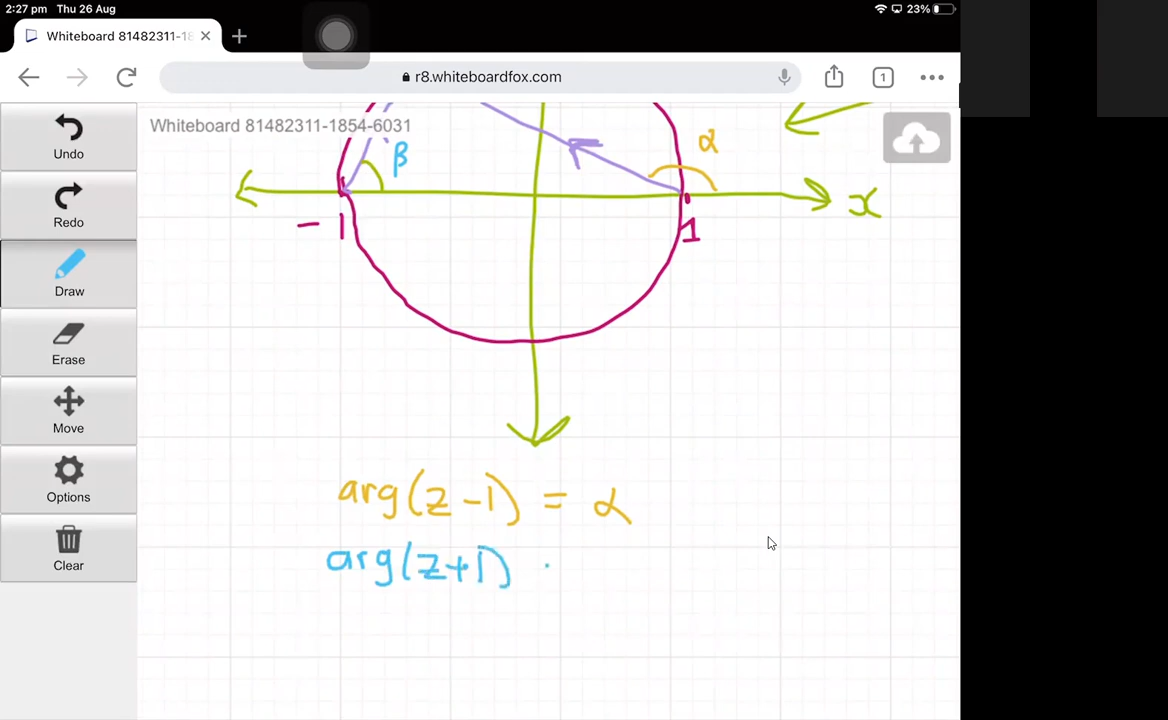 2:27 pm Thu 26 Aug
23%
Whiteboard 81482311-18
r8.whiteboardfox.com
1
Whiteboard 81482311-1854-6031
Undo
Redo
Draw
Erase
Move
Options
Clear
β
α
x
-1
1
arg(z-1) = α
arg(z+1)